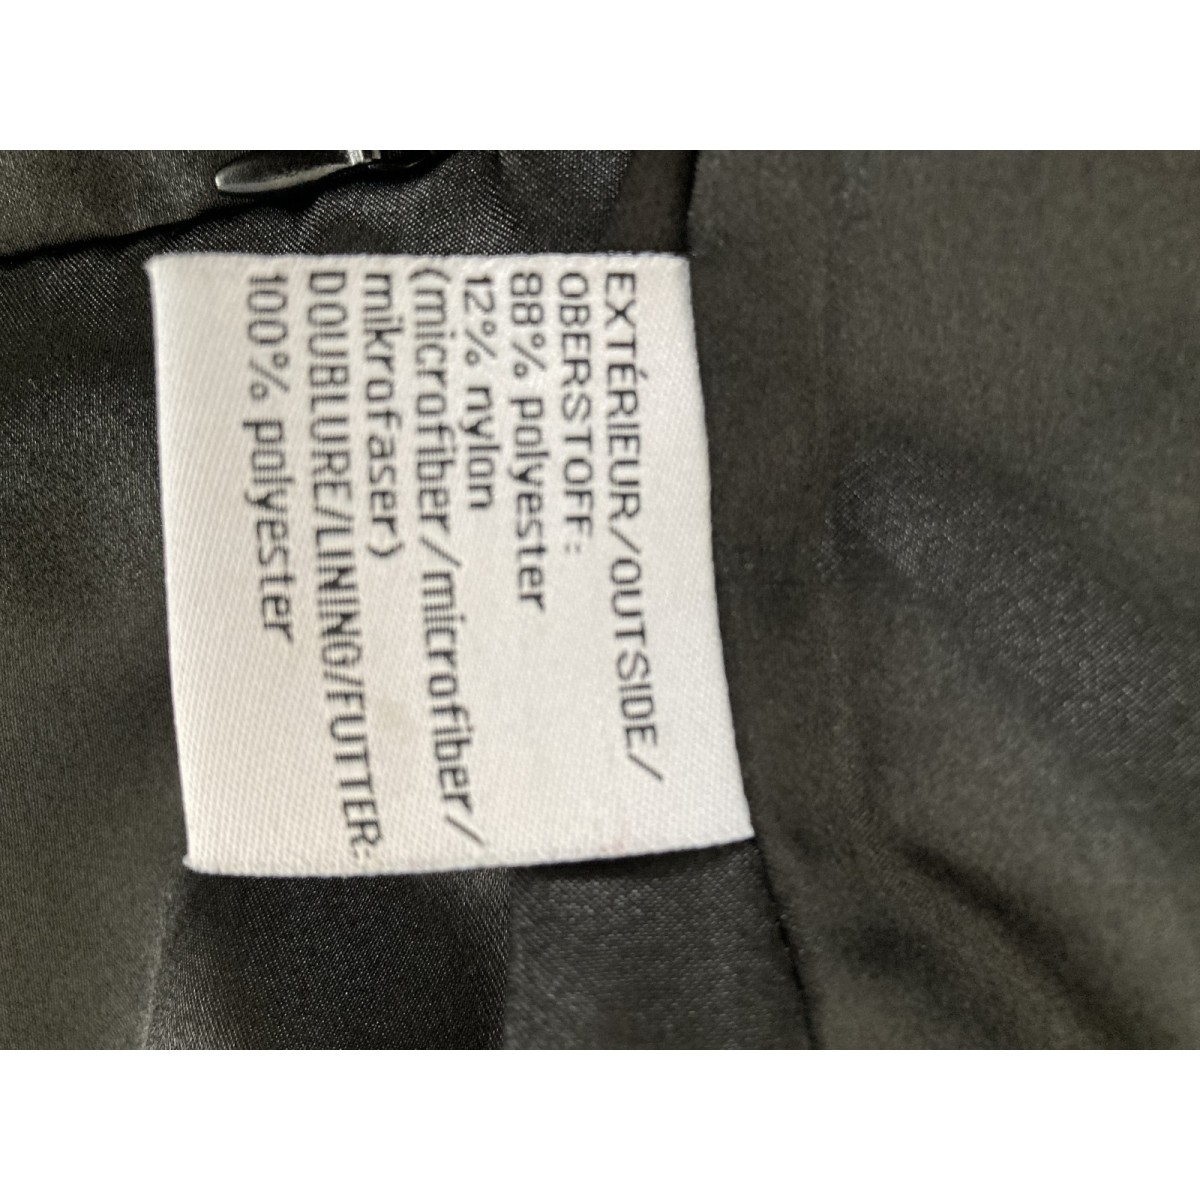 EXTÉRIEUR/OUTSIDE/
OBERSTOFF:
88% polyester
12% nylon
(microfiber/microfiber/
mikrofaser)
DOUBLURE/LINING/FUTTER:
100% polyester